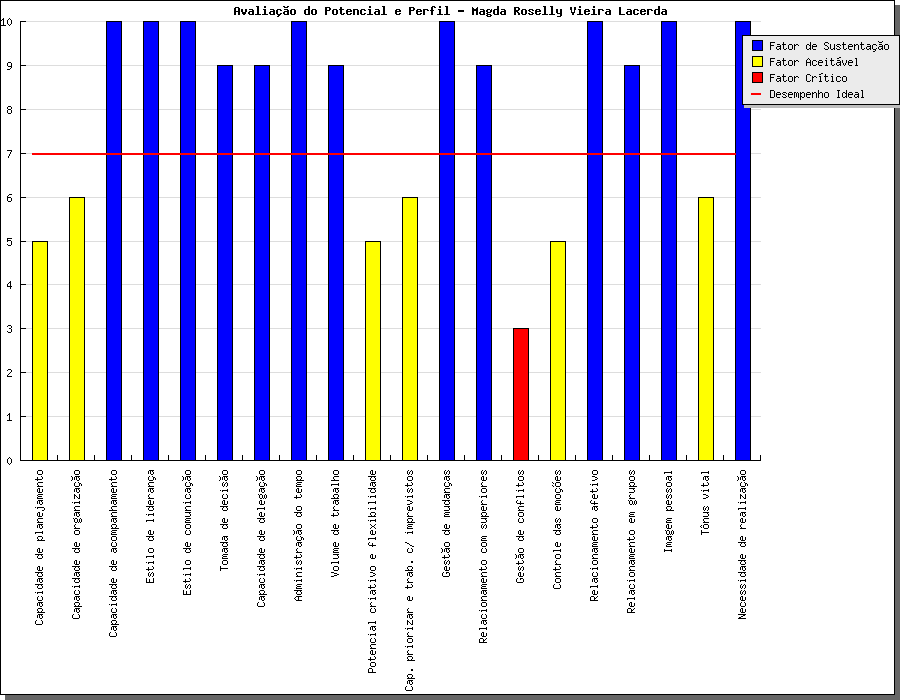 Avaliação do Potencial e Perfil - Magda Roselly Vieira Lacerda
10
9
8
7
6
5
4
3
2
1
0
Fator de Sustentação
Fator Aceitável
Fator Crítico
Desempenho Ideal
Capacidade de planejamento
Capacidade de organização
Capacidade de acompanhamento
Estilo de liderança
Estilo de comunicação
Tomada de decisão
Capacidade de delegação
Administração do tempo
Volume de trabalho
Potencial criativo e flexibilidade
Cap. priorizar e trab. c/ imprevistos
Gestão de mudanças
Relacionamento com superiores
Gestão de conflitos
Controle das emoções
Relacionamento afetivo
Relacionamento em grupos
Imagem pessoal
Tônus vital
Necessidade de realização